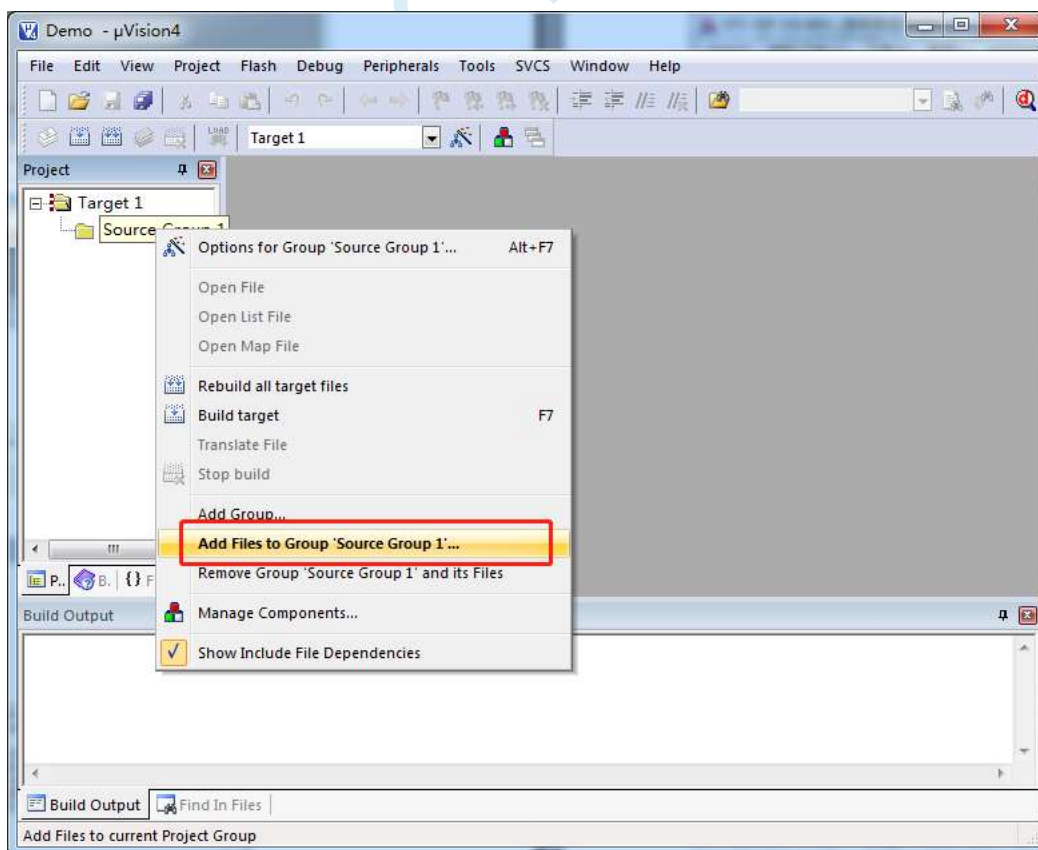 Demo - µVision4
File Edit View Project Flash Debug Peripherals Tools SVCS Window Help
LOAD Target 1
Project
Target 1
Source Group 1
Options for Group 'Source Group 1'... Alt+F7
Open File
Open List File
Open Map File
Rebuild all target files
Build target F7
Translate File
Stop build
Add Group...
Add Files to Group 'Source Group 1'...
Remove Group 'Source Group 1' and its Files
Manage Components...
Show Include File Dependencies
P.. B. {} F
Build Output
Build Output Find In Files
Add Files to current Project Group